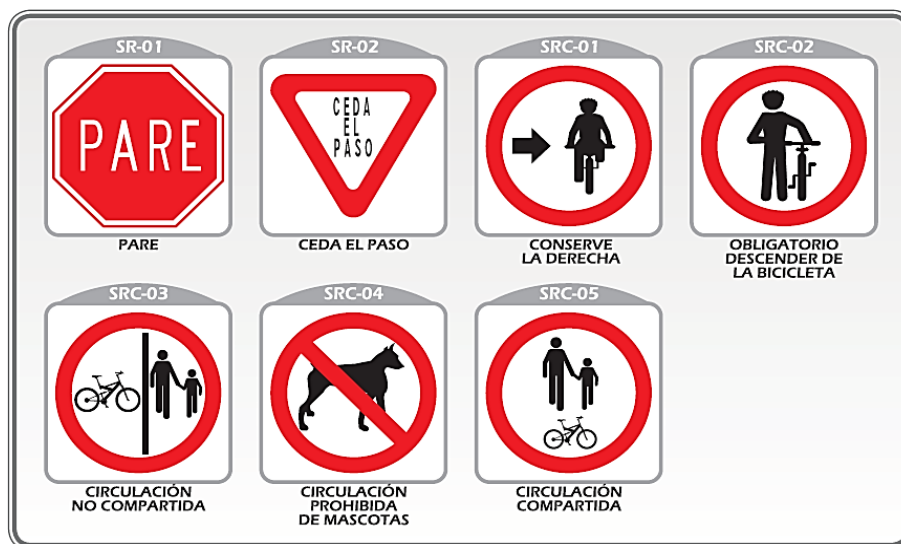 SR-01
PARE
PARE
SR-02
CEDA
EL
PASO
CEDA EL PASO
SRC-01
CONSERVE
LA DERECHA
SRC-02
OBLIGATORIO
DESCENDER DE
LA BICICLETA
SRC-03
CIRCULACIÓN
NO COMPARTIDA
SRC-04
CIRCULACIÓN
PROHIBIDA
DE MASCOTAS
SRC-05
CIRCULACIÓN
COMPARTIDA